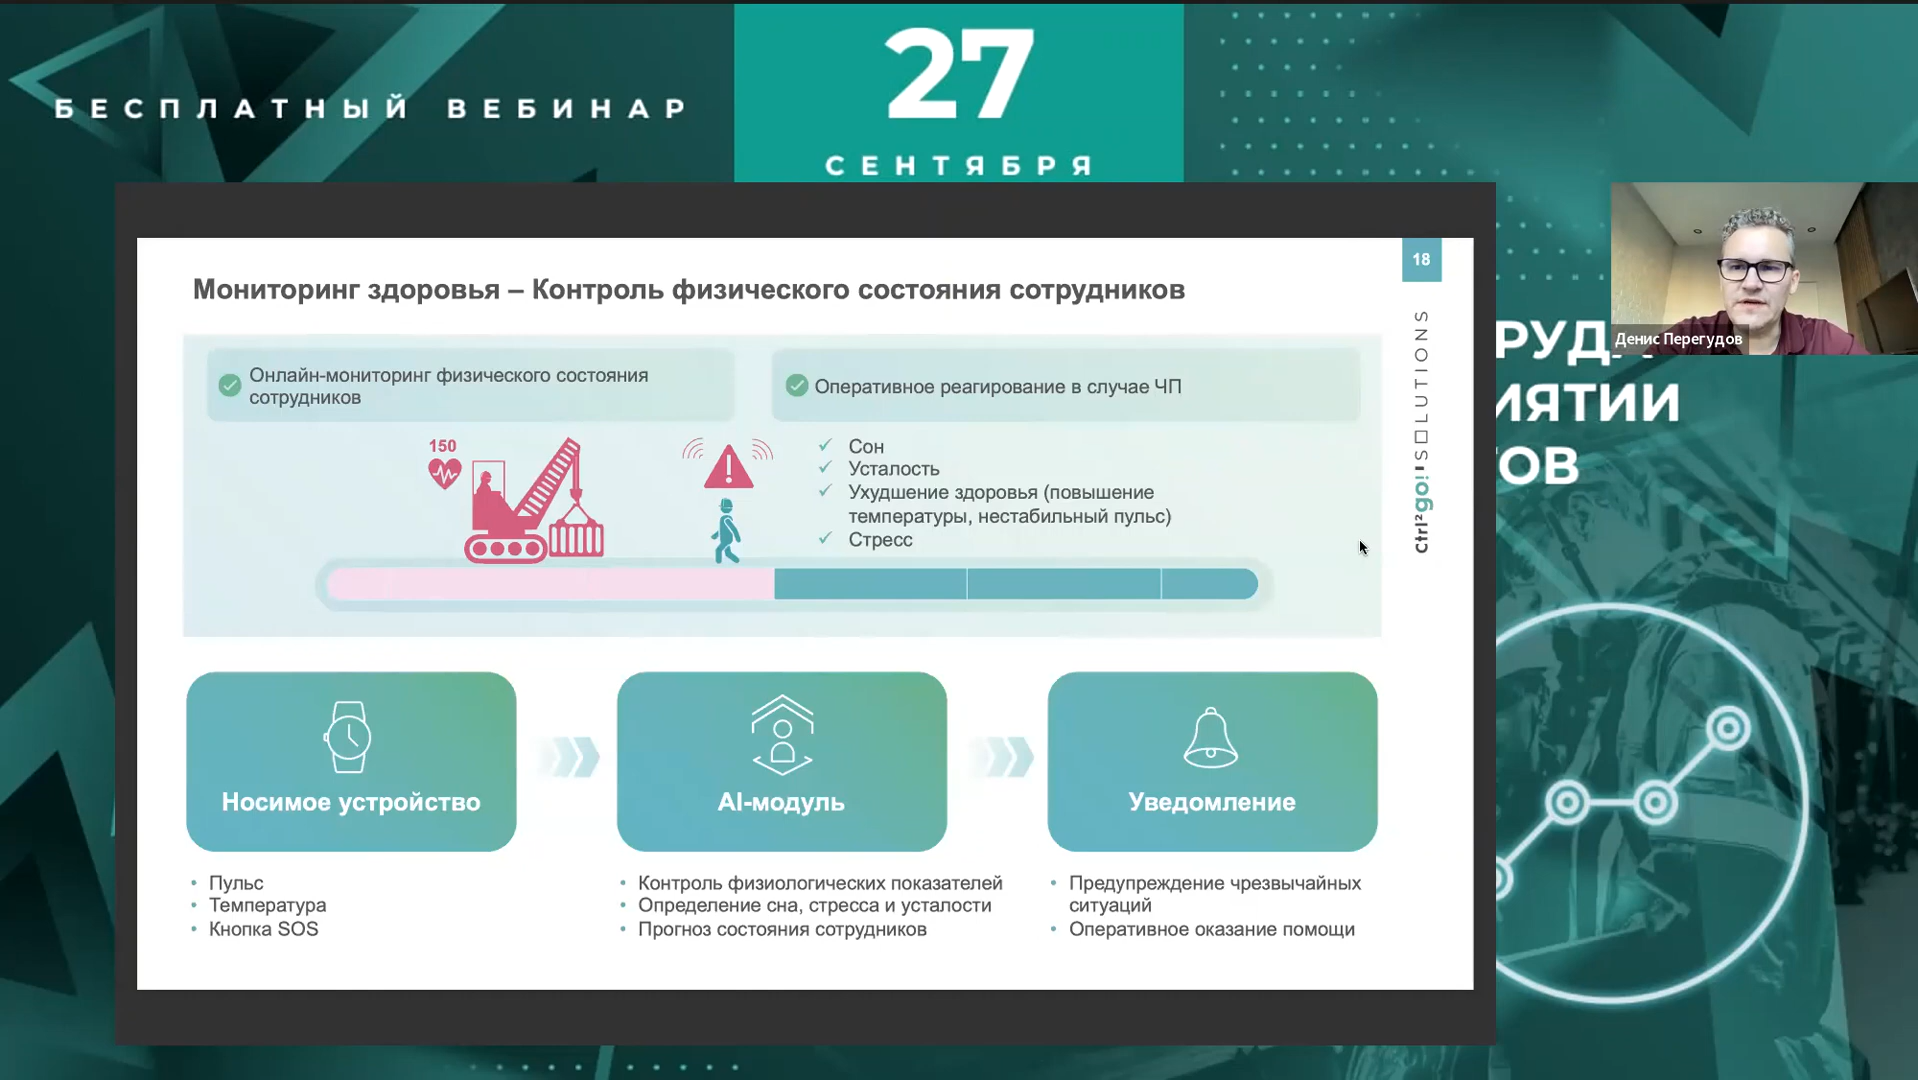 БЕСПЛАТНЫЙ ВЕБИНАР
27
СЕНТЯБРЯ
18
Мониторинг здоровья – Контроль физического состояния сотрудников
Онлайн-мониторинг физического состояния
сотрудников
Оперативное реагирование в случае ЧП
150
Сон
Усталость
Ухудшение здоровья (повышение
температуры, нестабильный пульс)
Стресс
Ctrl²go! SOLUTIONS
Носимое устройство
AI-модуль
Уведомление
Пульс
Температура
Кнопка SOS
Контроль физиологических показателей
Определение сна, стресса и усталости
Прогноз состояния сотрудников
Предупреждение чрезвычайных
ситуаций
Оперативное оказание помощи
Денис Перегудов